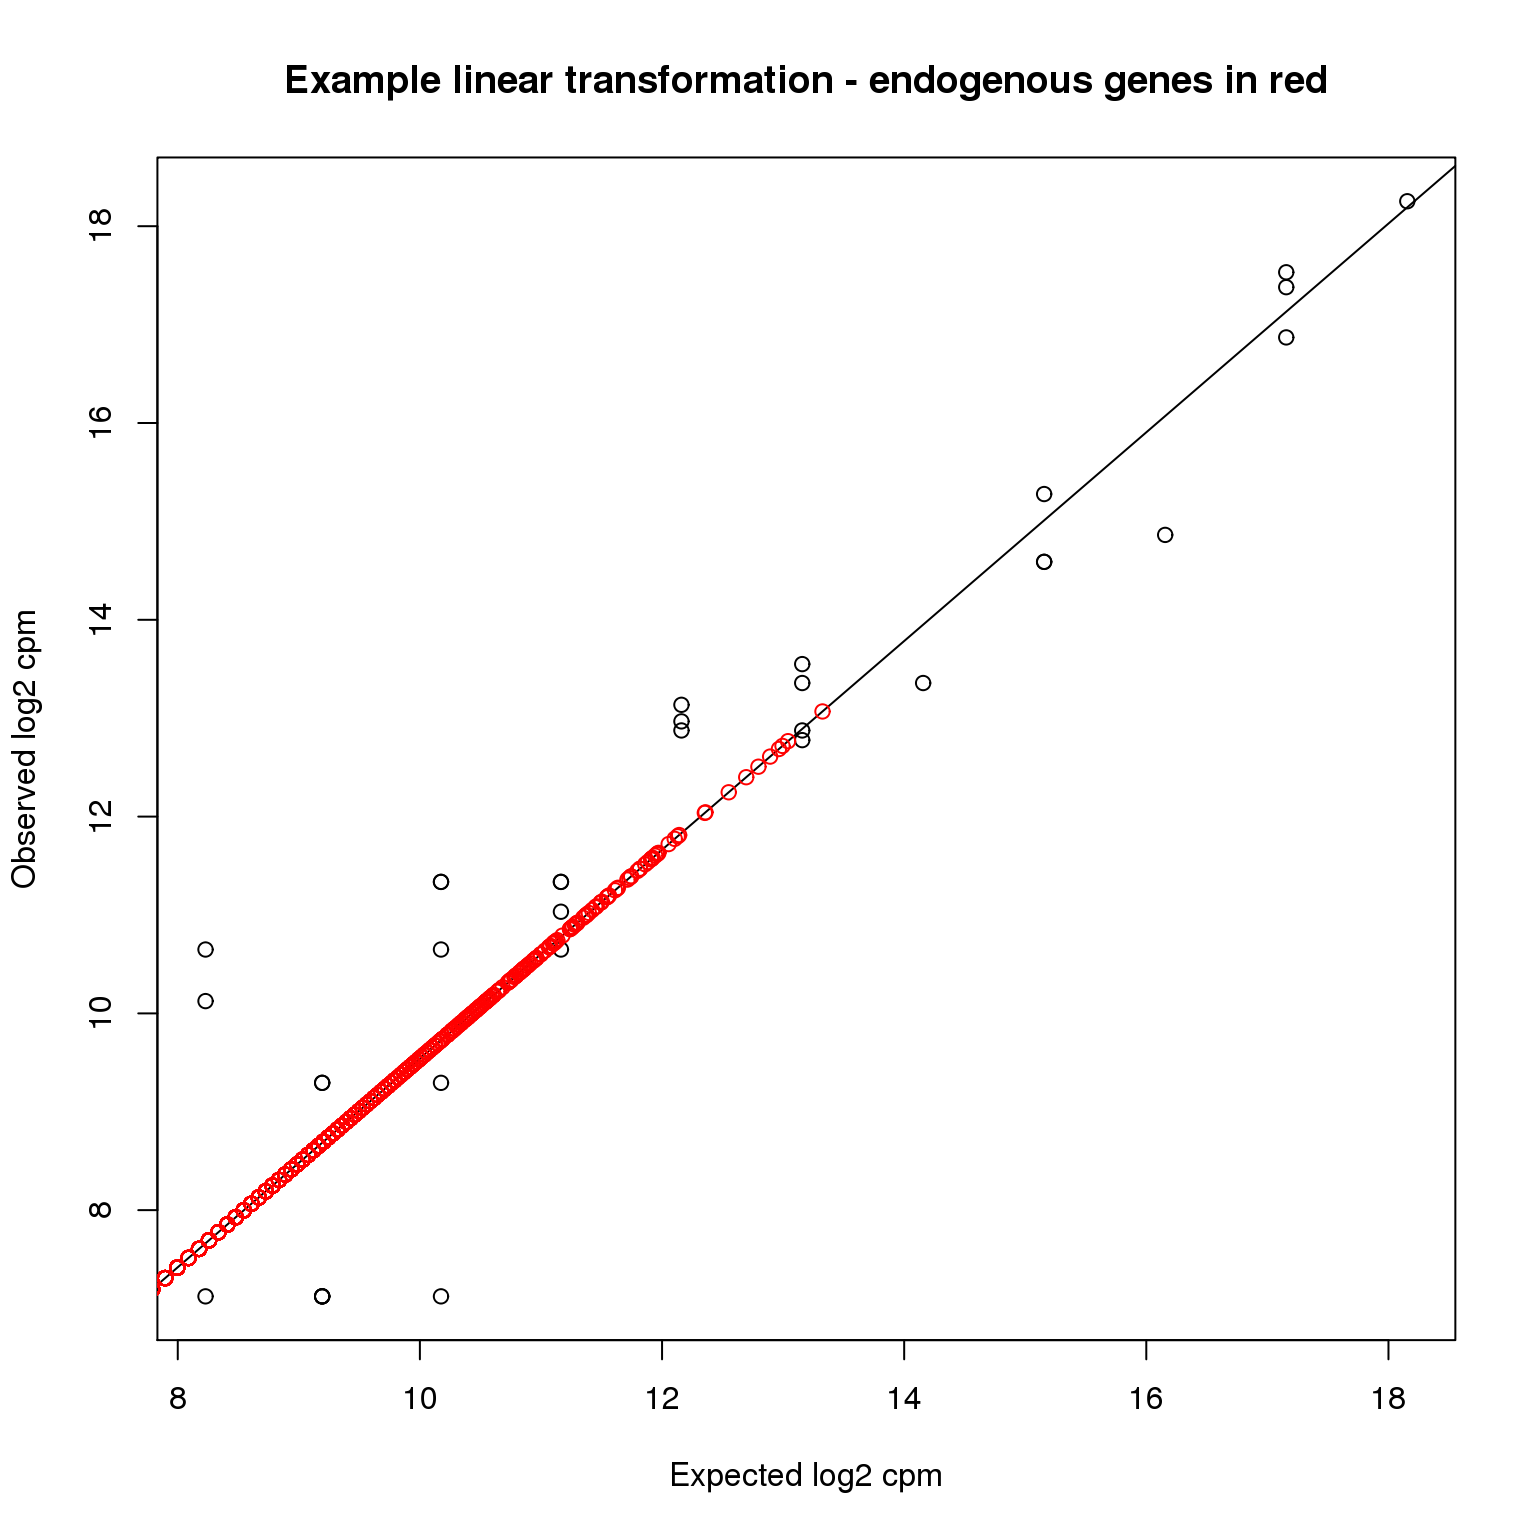 Example linear transformation - endogenous genes in red
Observed log2 cpm
18
16
14
12
10
8
8 10 12 14 16 18
Expected log2 cpm